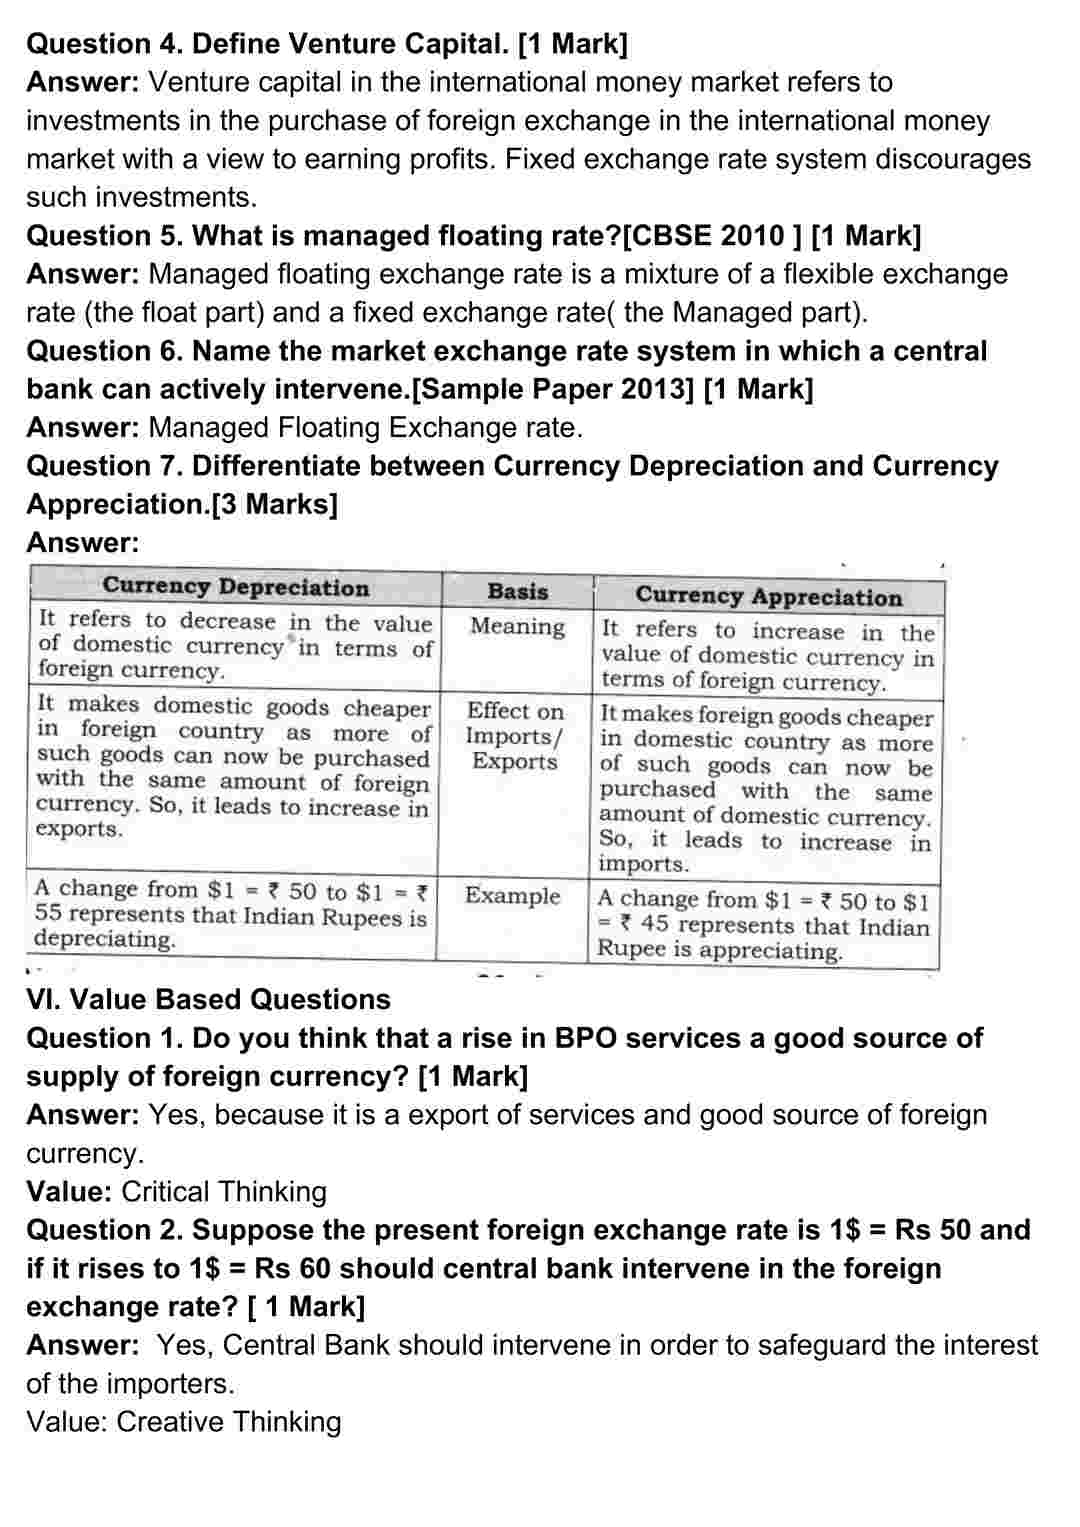 Question 4. Define Venture Capital. [1 Mark]
Answer: Venture capital in the international money market refers to
investments in the purchase of foreign exchange in the international money
market with a view to earning profits. Fixed exchange rate system discourages
such investments.
Question 5. What is managed floating rate?[CBSE 2010 ] [1 Mark]
Answer: Managed floating exchange rate is a mixture of a flexible exchange
rate (the float part) and a fixed exchange rate( the Managed part).
Question 6. Name the market exchange rate system in which a central
bank can actively intervene.[Sample Paper 2013] [1 Mark]
Answer: Managed Floating Exchange rate.
Question 7. Differentiate between Currency Depreciation and Currency
Appreciation.[3 Marks]
Answer:
Currency Depreciation
Basis
Currency Appreciation
It refers to decrease in the value
of domestic currency in terms of
foreign currency.
Meaning
It refers to increase in the
value of domestic currency in
terms of foreign currency.
It makes domestic goods cheaper
in foreign country as more of
such goods can now be purchased
with the same amount of foreign
currency. So, it leads to increase in
exports.
Effect on
Imports/
Exports
It makes foreign goods cheaper
in domestic country as more
of such goods can now be
purchased with the same
amount of domestic currency.
So, it leads to increase in
imports.
A change from $1 = ₹ 50 to $1 = ₹
55 represents that Indian Rupees is
depreciating.
Example
A change from $1 = ₹ 50 to $1
= ₹ 45 represents that Indian
Rupee is appreciating.
VI. Value Based Questions
Question 1. Do you think that a rise in BPO services a good source of
supply of foreign currency? [1 Mark]
Answer: Yes, because it is a export of services and good source of foreign
currency.
Value: Critical Thinking
Question 2. Suppose the present foreign exchange rate is 1$ = Rs 50 and
if it rises to 1$ = Rs 60 should central bank intervene in the foreign
exchange rate? [ 1 Mark]
Answer:  Yes, Central Bank should intervene in order to safeguard the interest
of the importers.
Value: Creative Thinking